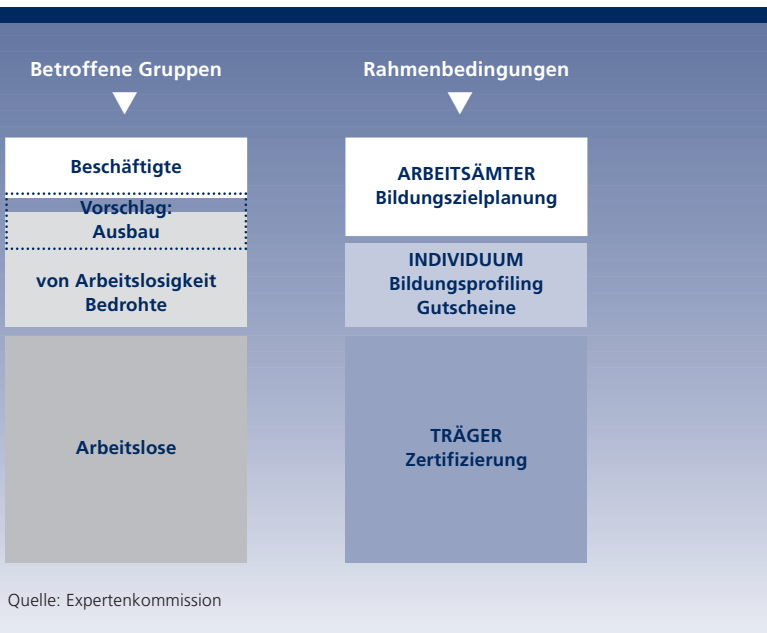 Betroffene Gruppen
Beschäftigte
Vorschlag:
Ausbau
von Arbeitslosigkeit
Bedrohte
Arbeitslose
Rahmenbedingungen
ARBEITSÄMTER
Bildungszielplanung
INDIVIDUUM
Bildungsprofiling
Gutscheine
TRÄGER
Zertifizierung
Quelle: Expertenkommission